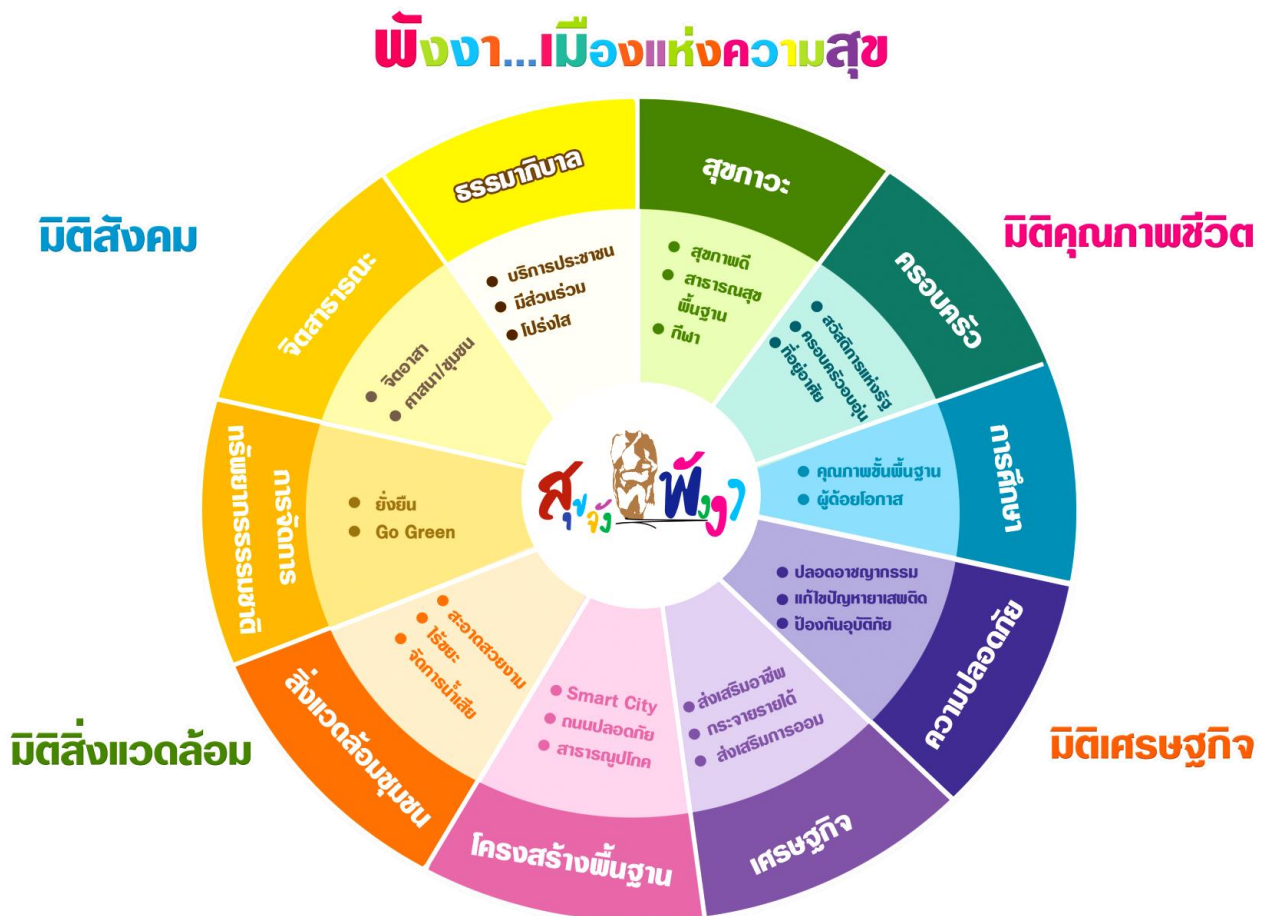 พังงา...เมืองแห่งความสุข
มิติสังคม
มิติคุณภาพชีวิต
มิติสิ่งแวดล้อม
มิติเศรษฐกิจ
สุขภาวะ
สุขภาพดี
สาธารณสุข
พื้นฐาน
กีฬา
ครอบครัว
สวัสดิการแห่งรัฐ
ครอบครัวอบอุ่น
ที่อยู่อาศัย
การศึกษา
คุณภาพขั้นพื้นฐาน
ผู้ด้อยโอกาส
ความปลอดภัย
ปลอดอาชญากรรม
แก้ไขปัญหายาเสพติด
ป้องกันอุบัติภัย
เศรษฐกิจ
ส่งเสริมอาชีพ
กระจายรายได้
ส่งเสริมการออม
โครงสร้างพื้นฐาน
Smart City
ถนนปลอดภัย
สาธารณูปโภค
สิ่งแวดล้อมชุมชน
สะอาดสวยงาม
ไร้ขยะ
จัดการน้ำเสีย
การจัดการ
ทรัพยากรธรรมชาติ
ยั่งยืน
Go Green
จิตสาธารณะ
จิตอาสา
ศาสนา/ชุมชน
ธรรมาภิบาล
บริการประชาชน
มีส่วนร่วม
โปร่งใส
สุขจังพังงา